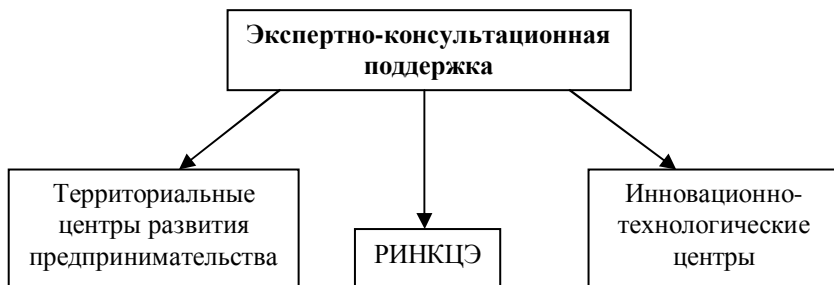 Экспертно-консультационная
поддержка
Территориальные
центры развития
предпринимательства
РИНКЦЭ
Инновационно-
технологические
центры